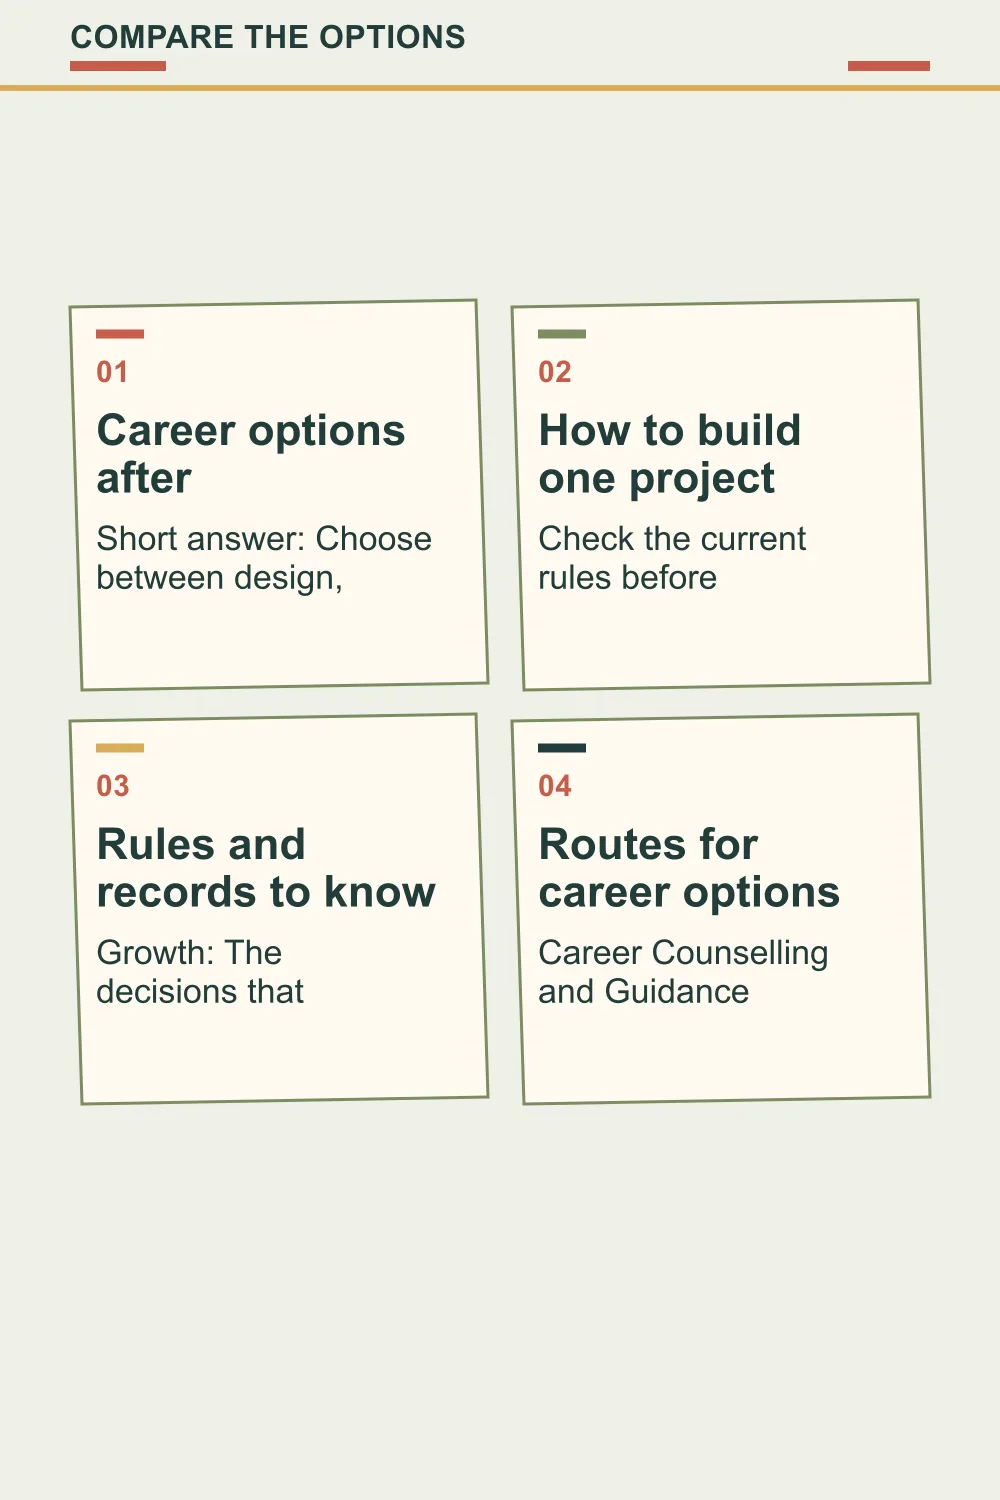 COMPARE THE OPTIONS
01
Career options
after
Short answer: Choose
between design,
02
How to build
one project
Check the current
rules before
03
Rules and
records to know
Growth: The
decisions that
04
Routes for
career options
Career Counselling
and Guidance